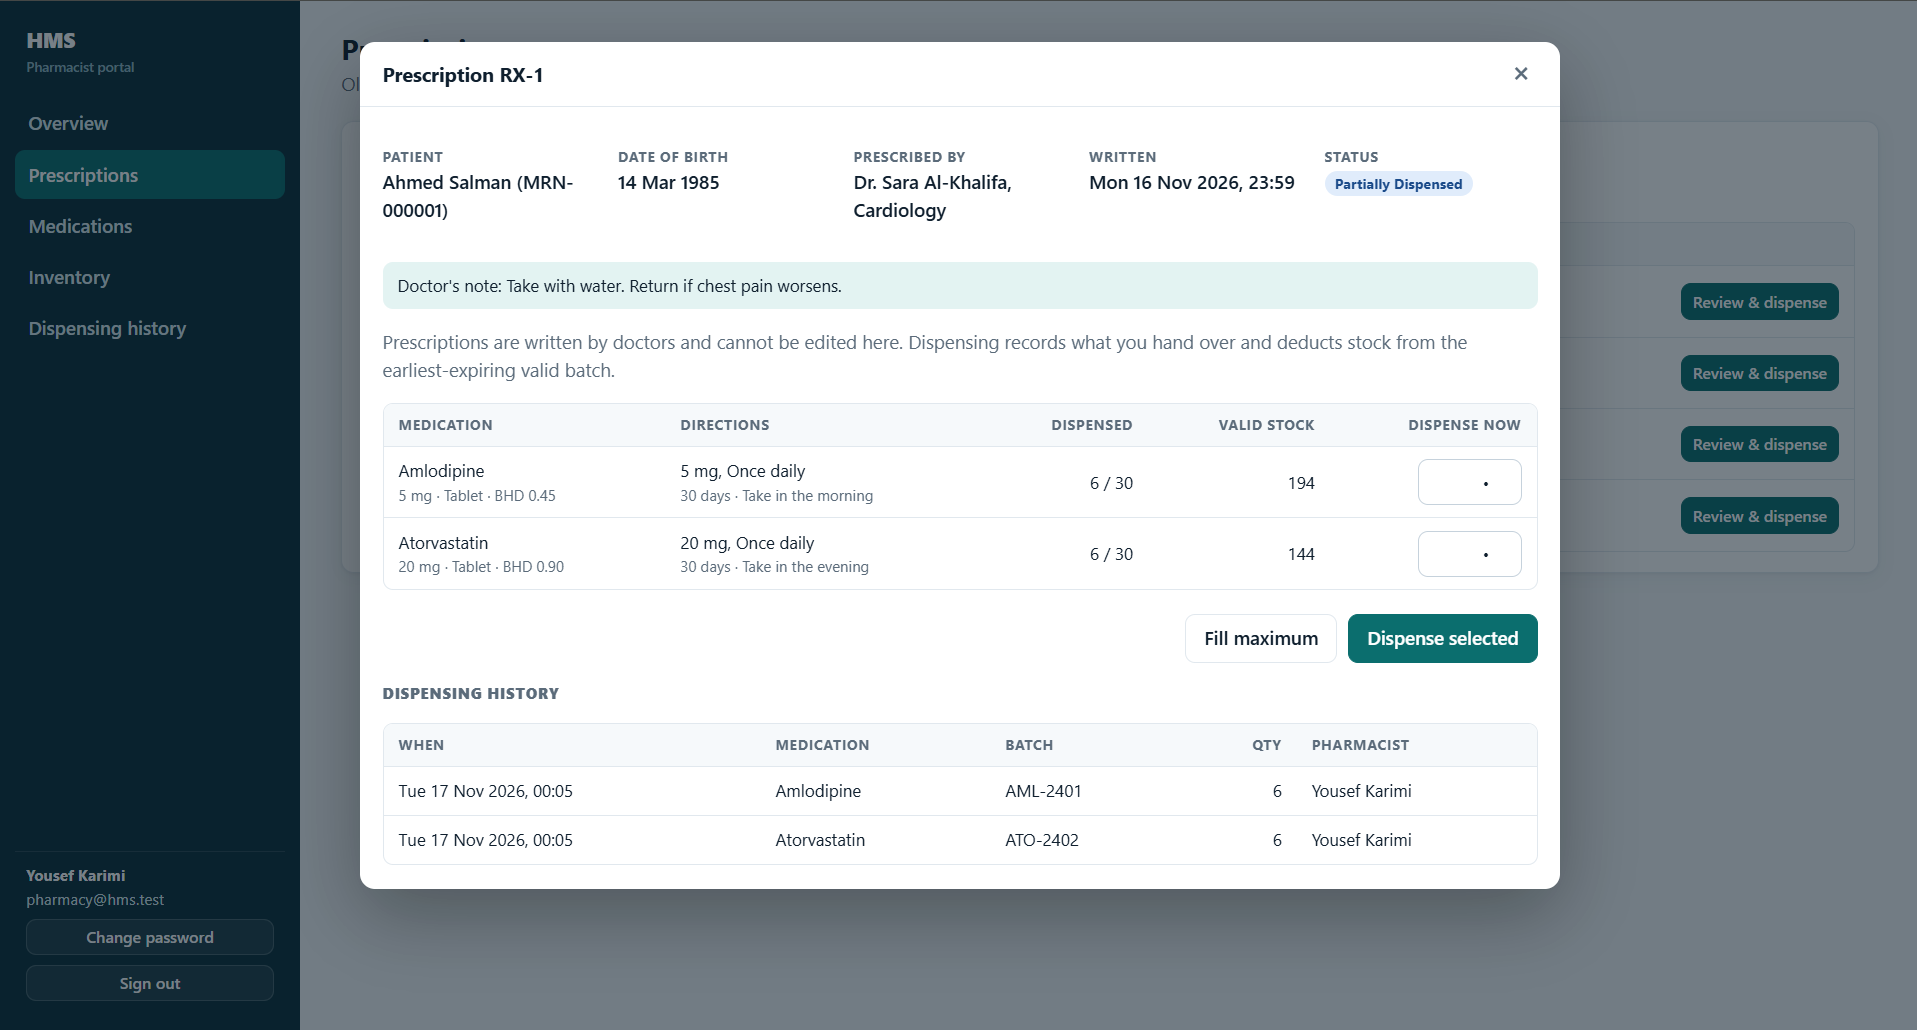 HMS
Pharmacist portal
Overview
Prescriptions
Medications
Inventory
Dispensing history
Yousef Karimi
pharmacy@hms.test
Change password
Sign out
Prescription RX-1
×
PATIENT
Ahmed Salman (MRN-
000001)
DATE OF BIRTH
14 Mar 1985
PRESCRIBED BY
Dr. Sara Al-Khalifa,
Cardiology
WRITTEN
Mon 16 Nov 2026, 23:59
STATUS
Partially Dispensed
Doctor's note: Take with water. Return if chest pain worsens.
Prescriptions are written by doctors and cannot be edited here. Dispensing records what you hand over and deducts stock from the
earliest-expiring valid batch.
MEDICATION DIRECTIONS DISPENSED VALID STOCK DISPENSE NOW
Amlodipine 5 mg, Once daily 6 / 30 194 •
5 mg · Tablet · BHD 0.45 30 days · Take in the morning
Atorvastatin 20 mg, Once daily 6 / 30 144 •
20 mg · Tablet · BHD 0.90 30 days · Take in the evening
Fill maximum Dispense selected
DISPENSING HISTORY
WHEN MEDICATION BATCH QTY PHARMACIST
Tue 17 Nov 2026, 00:05 Amlodipine AML-2401 6 Yousef Karimi
Tue 17 Nov 2026, 00:05 Atorvastatin ATO-2402 6 Yousef Karimi
Review & dispense
Review & dispense
Review & dispense
Review & dispense